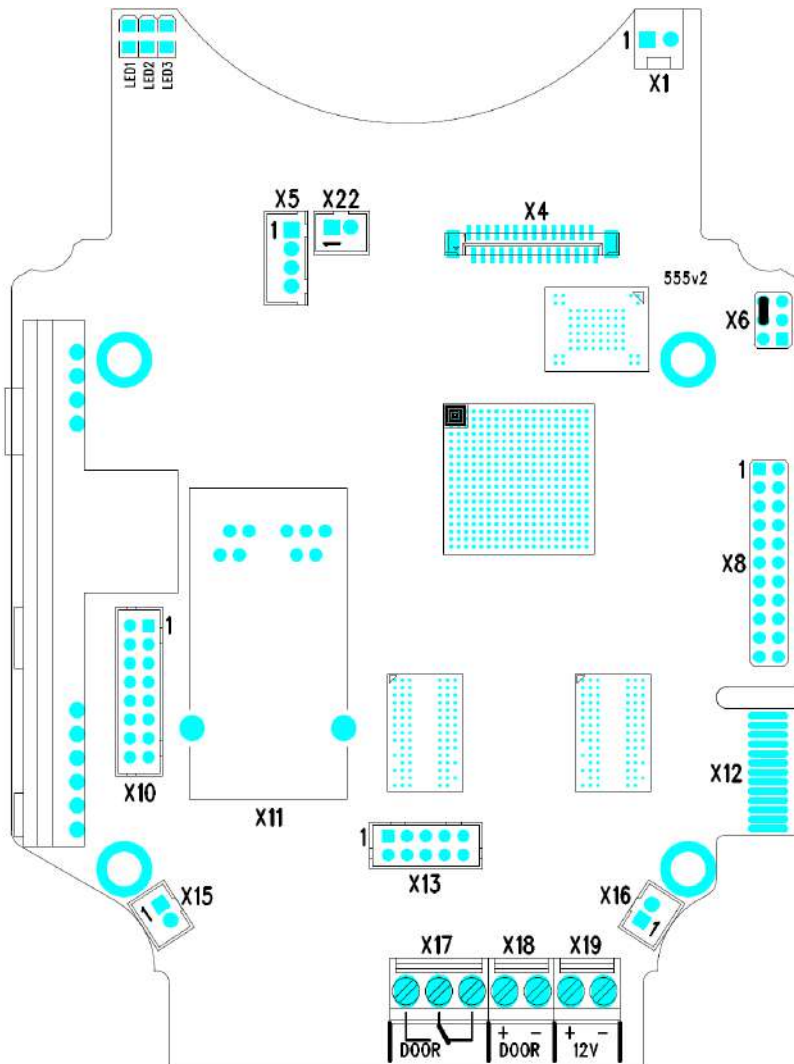 LED1 LED2 LED3
1
X1
X5 X22
X4
1
1
555v2
X6
1
X8
1
X10
X11
X12
1
X13
X15
1
X16
1
X17 X18 X19
+ - + -
DOOR DOOR 12V